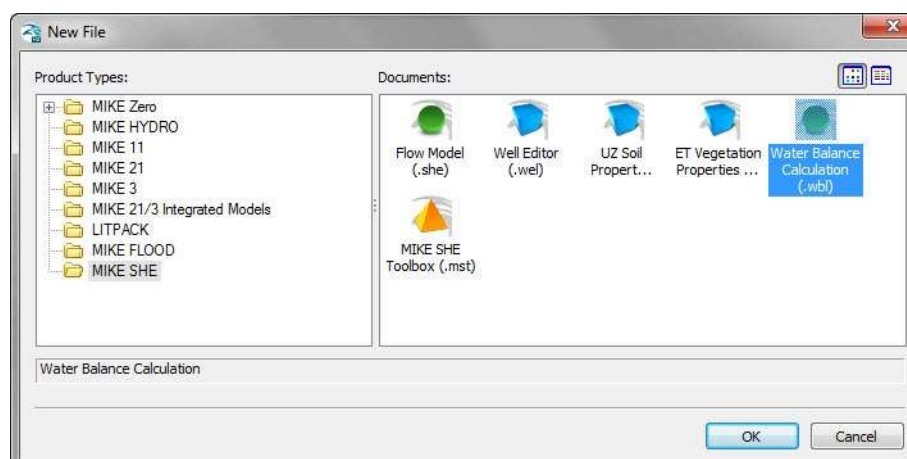 New File
Product Types:
MIKE Zero
MIKE HYDRO
MIKE 11
MIKE 21
MIKE 3
MIKE 21/3 Integrated Models
LITPACK
MIKE FLOOD
MIKE SHE
Documents:
Flow Model
(.she)
Well Editor
(.wel)
UZ Soil
Propert...
ET Vegetation
Properties ...
Water Balance
Calculation
(.wbl)
MIKE SHE
Toolbox (.mst)
Water Balance Calculation
OK
Cancel